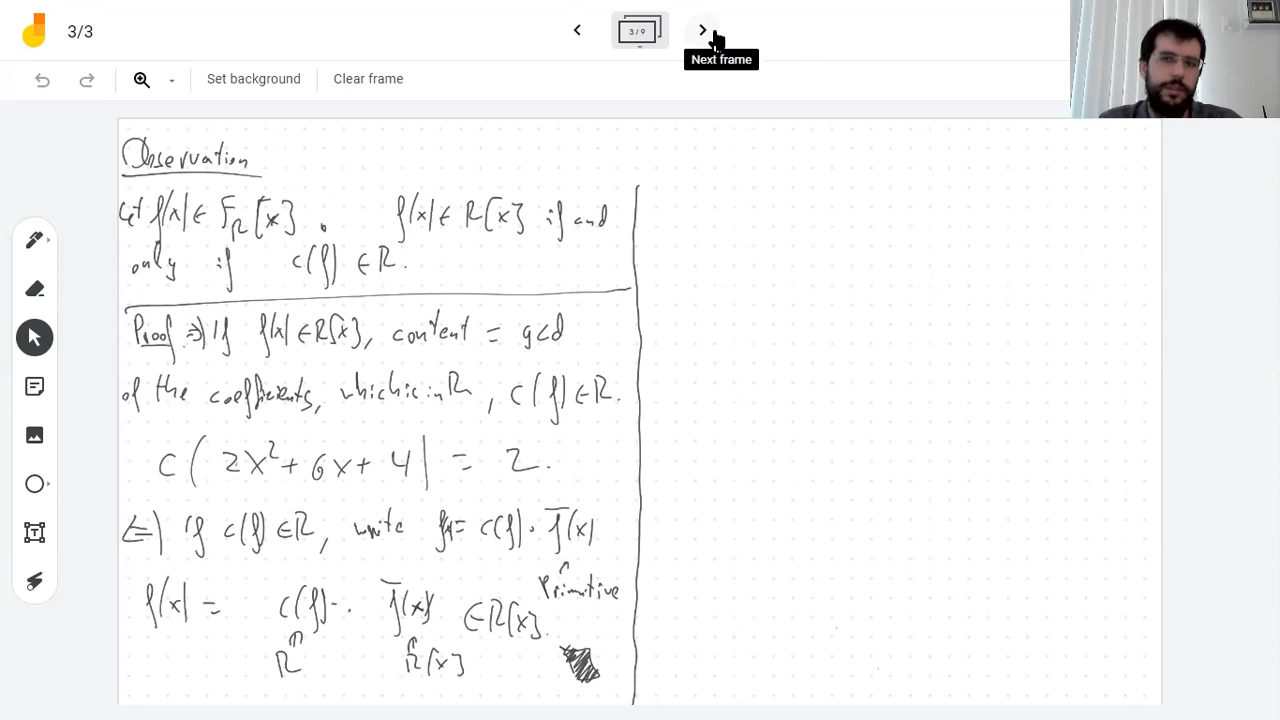 3/3
3 / 9
Next frame
Set background
Clear frame
Observation
Let f(x) ∈ F_R[x]. f(x) ∈ R[x] if and
only if c(f) ∈ R.
Proof ⇒) If f(x) ∈ R[x], content = gcd
of the coefficients, which is in R, c(f) ∈ R.
c(2x²+6x+4) = 2.
⇐) if c(f) ∈ R, write f(x) = c(f) · f̄(x)
↑
Primitive
f(x) = c(f) · f̄(x) ∈ R[x].
R R[x]
T